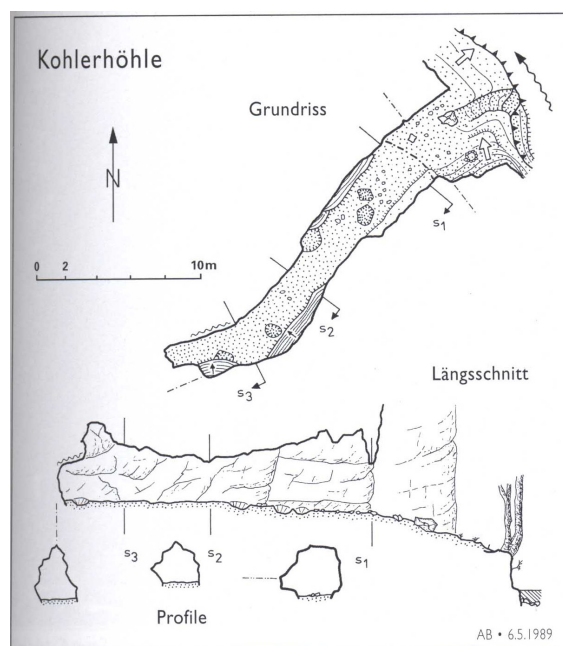 Kohlerhöhle
Grundriss
N
0 2 10m
S1
S2
S3
Längsschnitt
S3 S2 S1
Profile
AB • 6.5.1989